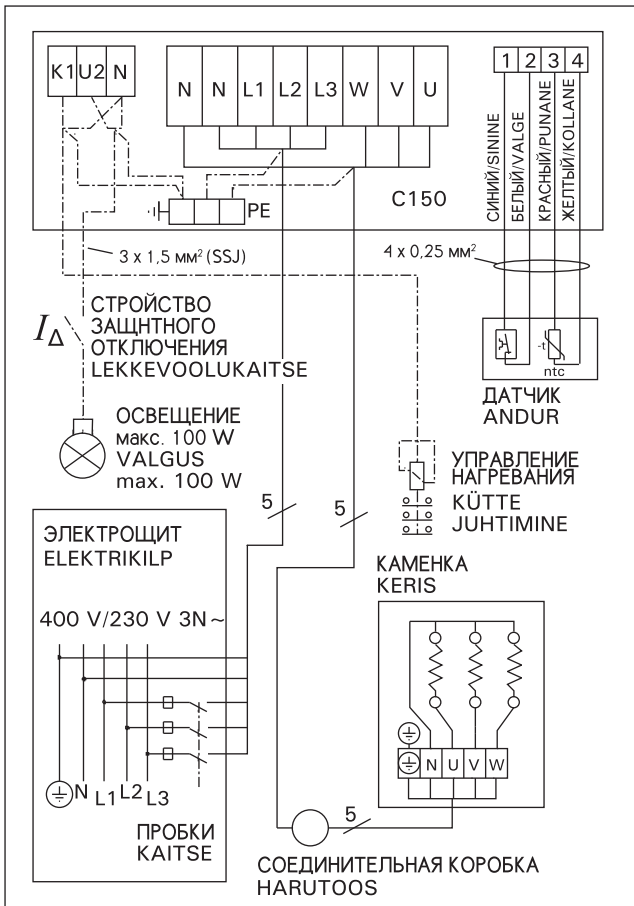 K1 U2 N
N N L1 L2 L3 W V U
1 2 3 4
СИНИЙ/SININE
БЕЛЫЙ/VALGE
КРАСНЫЙ/PUNANE
ЖЕЛТЫЙ/KOLLANE
PE
C150
3 x 1,5 мм² (SSJ)
4 x 0,25 мм²
СТРОЙСТВО
ЗАЩНТНОГО
ОТКЛЮЧЕНИЯ
LEKKEVOOLUKAITSE
IΔ
-t
ntc
ДАТЧИК
ANDUR
ОСВЕЩЕНИЕ
макс. 100 W
VALGUS
max. 100 W
УПРАВЛЕНИЕ
НАГРЕВАНИЯ
KÜTTE
JUHTIMINE
5
5
ЭЛЕКТРОЩИТ
ELEKTRIKILP
400 V/230 V 3N~
N L1 L2 L3
ПРОБКИ
KAITSE
КАМЕНКА
KERIS
N U V W
5
СОЕДИНИТЕЛЬНАЯ КОРОБКА
HARUTOOS